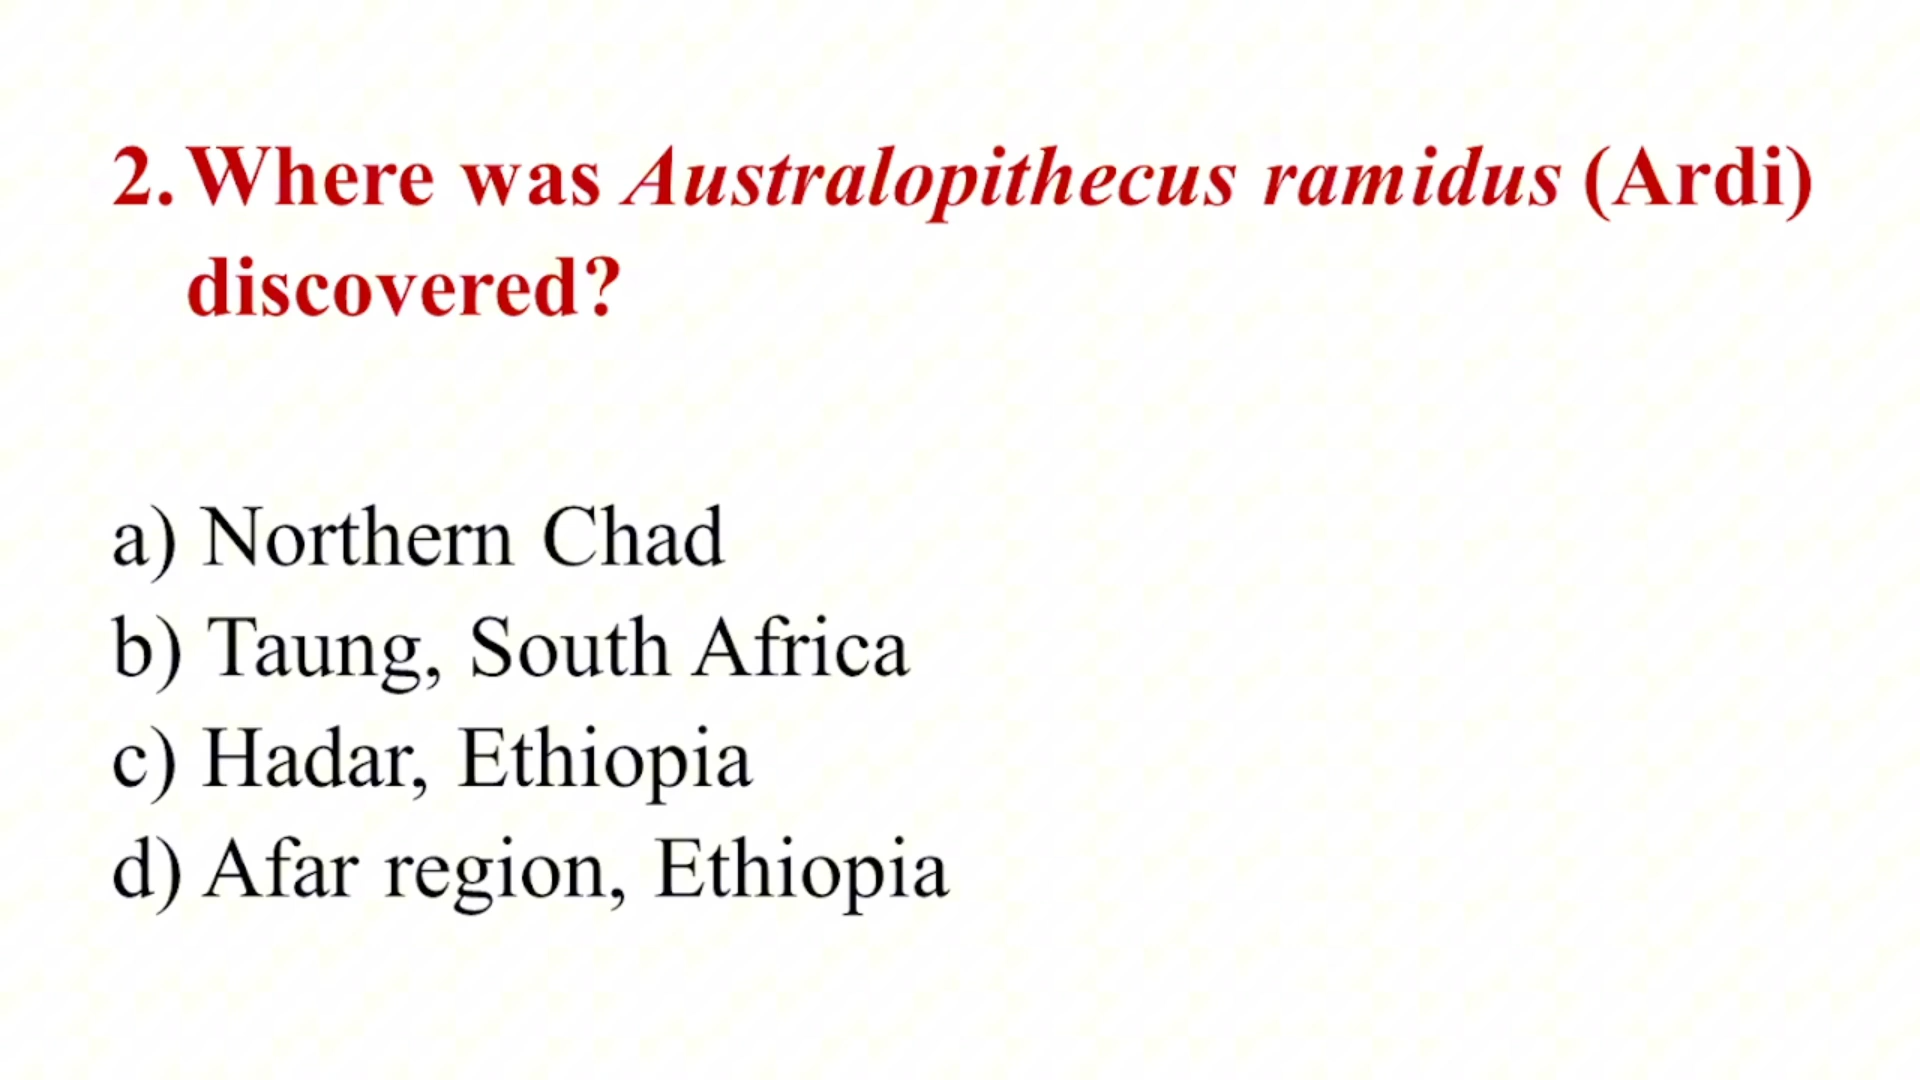 2. Where was Australopithecus ramidus (Ardi)
discovered?
a) Northern Chad
b) Taung, South Africa
c) Hadar, Ethiopia
d) Afar region, Ethiopia